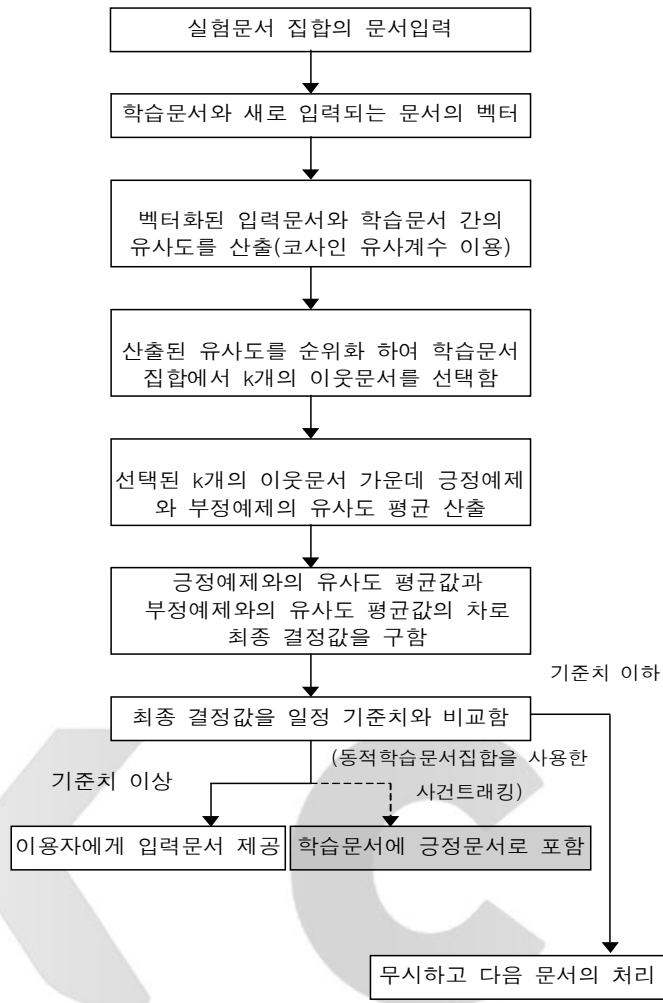 실험문서 집합의 문서입력
학습문서와 새로 입력되는 문서의 벡터
벡터화된 입력문서와 학습문서 간의
유사도를 산출(코사인 유사계수 이용)
산출된 유사도를 순위화 하여 학습문서
집합에서 k개의 이웃문서를 선택함
선택된 k개의 이웃문서 가운데 긍정예제
와 부정예제의 유사도 평균 산출
긍정예제와의 유사도 평균값과
부정예제와의 유사도 평균값의 차로
최종 결정값을 구함
기준치 이하
최종 결정값을 일정 기준치와 비교함
(동적학습문서집합을 사용한
사건트래킹)
기준치 이상
이용자에게 입력문서 제공
학습문서에 긍정문서로 포함
무시하고 다음 문서의 처리